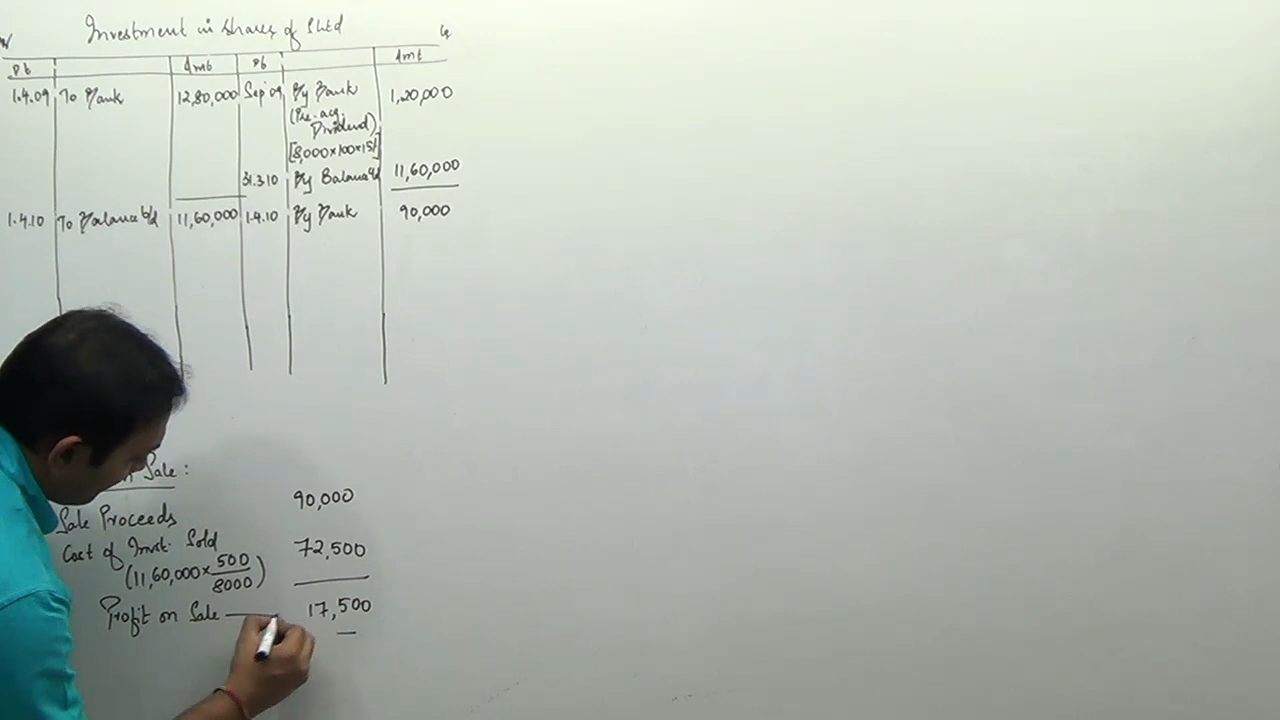 Investment in shares of S Ltd
Cr
Dt Amt Dt Amt
1.4.09 To Bank 12,80,000 Sep'09 By Bank 1,20,000
(Pre-acq.
Dividend)
[8,000×100×15%]
31.3.10 By Balance c/d 11,60,000
1.4.10 To Balance b/d 11,60,000 1.4.10 By Bank 90,000
Sale:
Sale Proceeds 90,000
Cost of Invst. Sold 72,500
(11,60,000 × 500/8000)
Profit on Sale 17,500